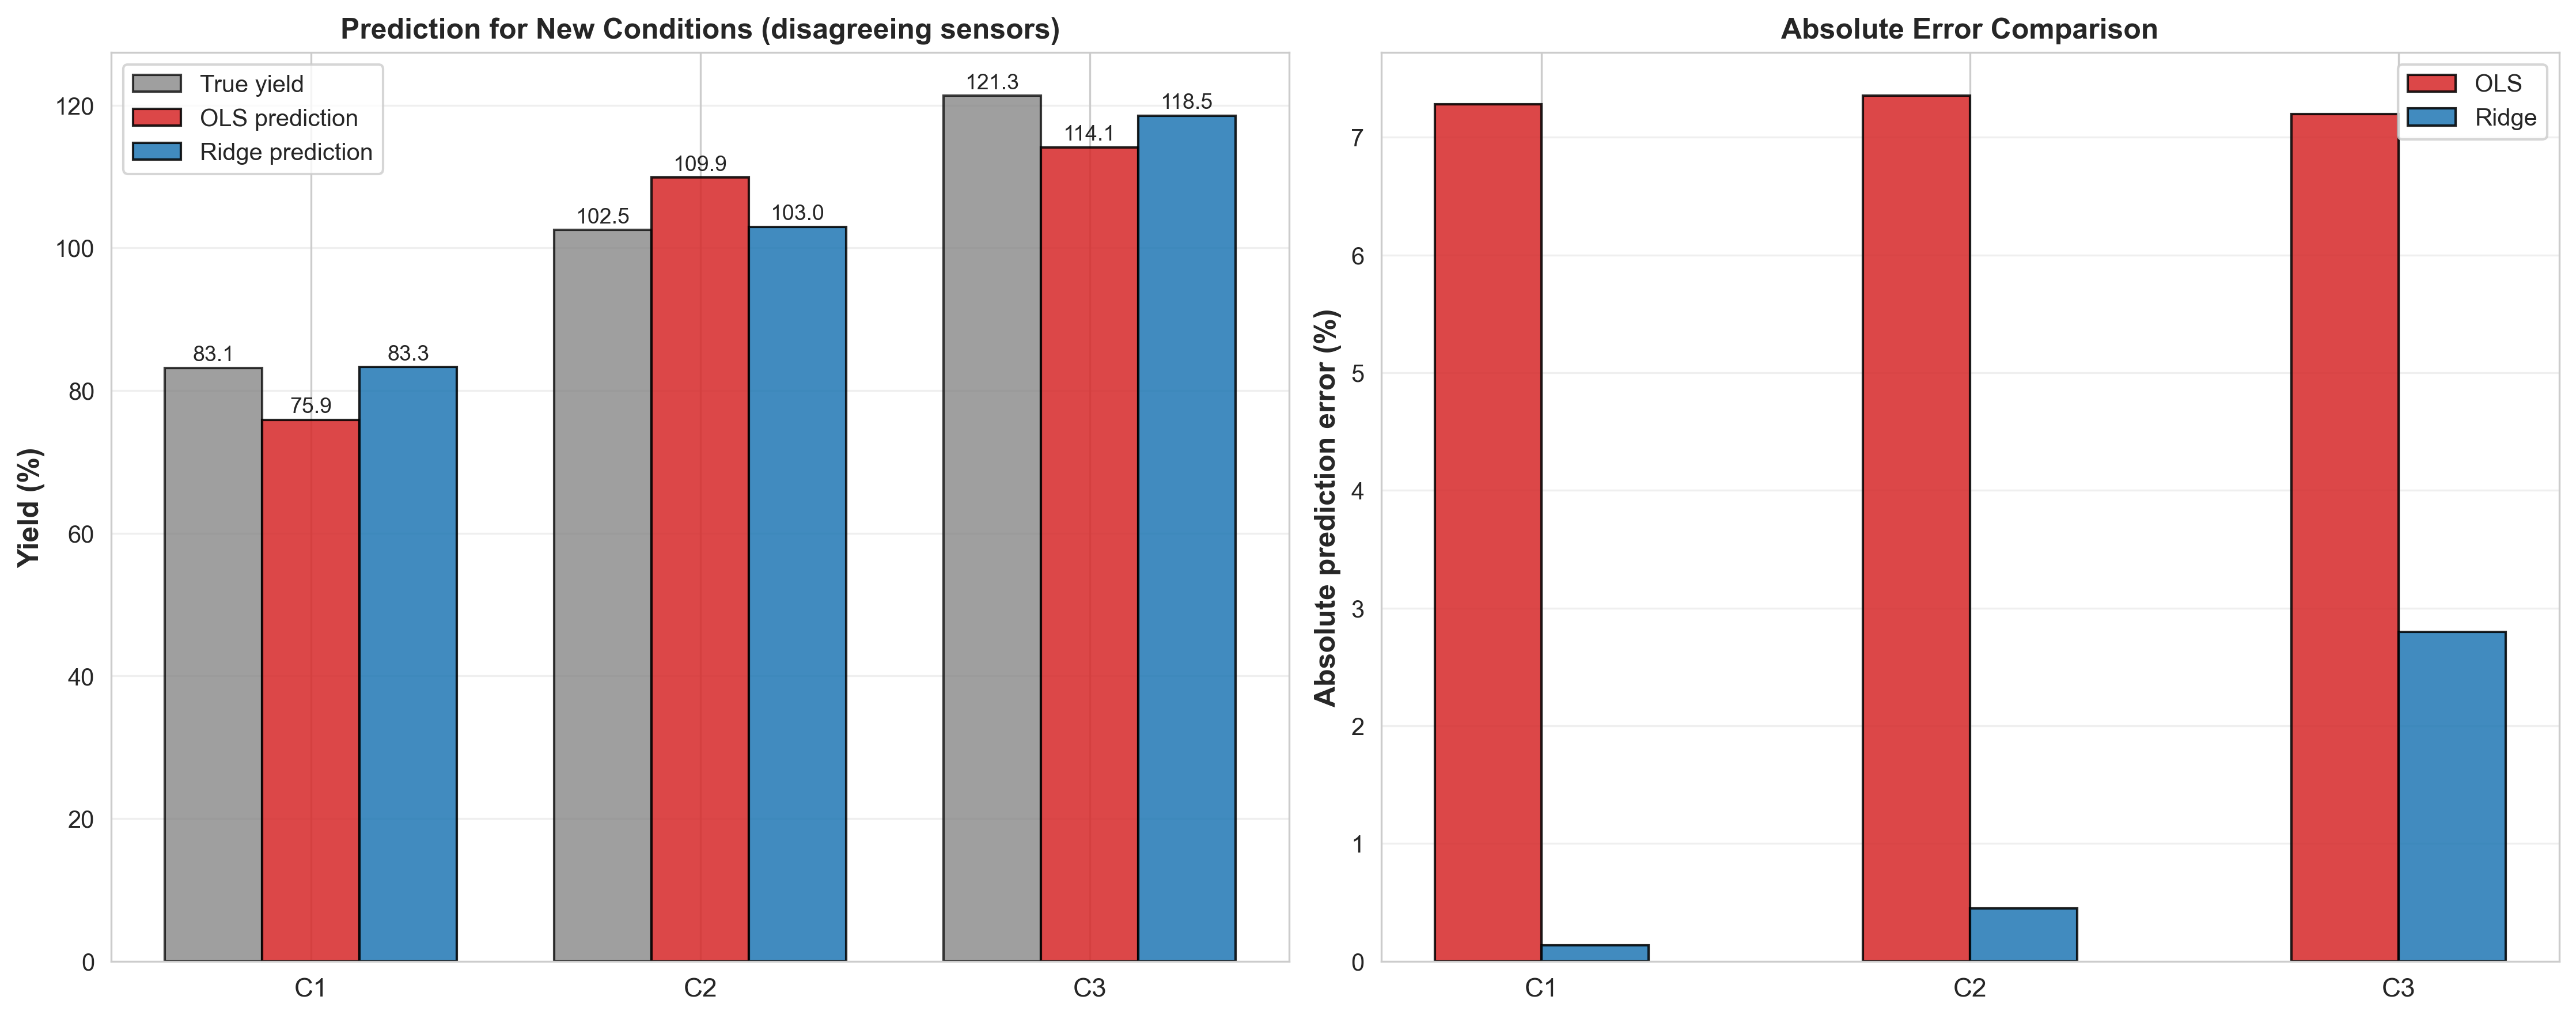 Prediction for New Conditions (disagreeing sensors)
True yield
OLS prediction
Ridge prediction
Yield (%)
120
100
80
60
40
20
0
83.1
75.9
83.3
102.5
109.9
103.0
121.3
114.1
118.5
C1
C2
C3
Absolute Error Comparison
OLS
Ridge
Absolute prediction error (%)
7
6
5
4
3
2
1
0
C1
C2
C3